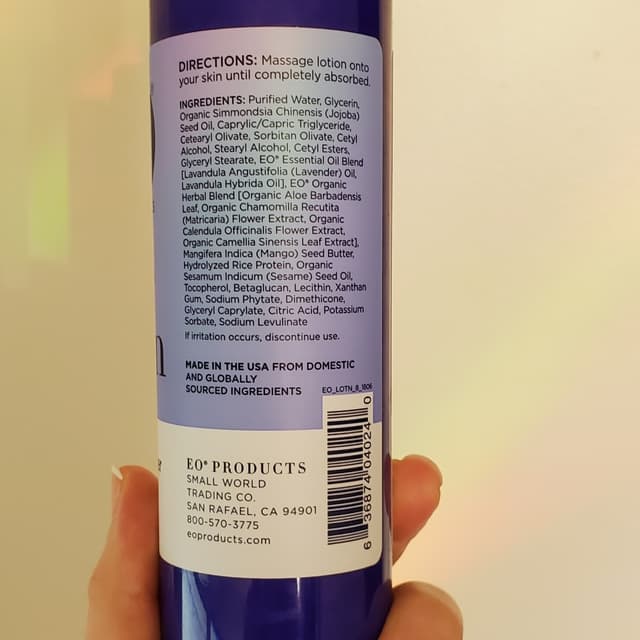 DIRECTIONS: Massage lotion onto
your skin until completely absorbed.
INGREDIENTS: Purified Water, Glycerin,
Organic Simmondsia Chinensis (Jojoba)
Seed Oil, Caprylic/Capric Triglyceride,
Cetearyl Olivate, Sorbitan Olivate, Cetyl
Alcohol, Stearyl Alcohol, Cetyl Esters,
Glyceryl Stearate, EO® Essential Oil Blend
[Lavandula Angustifolia (Lavender) Oil,
Lavandula Hybrida Oil], EO® Organic
Herbal Blend [Organic Aloe Barbadensis
Leaf, Organic Chamomilla Recutita
(Matricaria) Flower Extract, Organic
Calendula Officinalis Flower Extract,
Organic Camellia Sinensis Leaf Extract],
Mangifera Indica (Mango) Seed Butter,
Hydrolyzed Rice Protein, Organic
Sesamum Indicum (Sesame) Seed Oil,
Tocopherol, Betaglucan, Lecithin, Xanthan
Gum, Sodium Phytate, Dimethicone,
Glyceryl Caprylate, Citric Acid, Potassium
Sorbate, Sodium Levulinate
If irritation occurs, discontinue use.
MADE IN THE USA FROM DOMESTIC
AND GLOBALLY
SOURCED INGREDIENTS
EO_LOTN_8_1606
EO® PRODUCTS
SMALL WORLD
TRADING CO.
SAN RAFAEL, CA 94901
800-570-3775
eoproducts.com
6 36874 04024 0